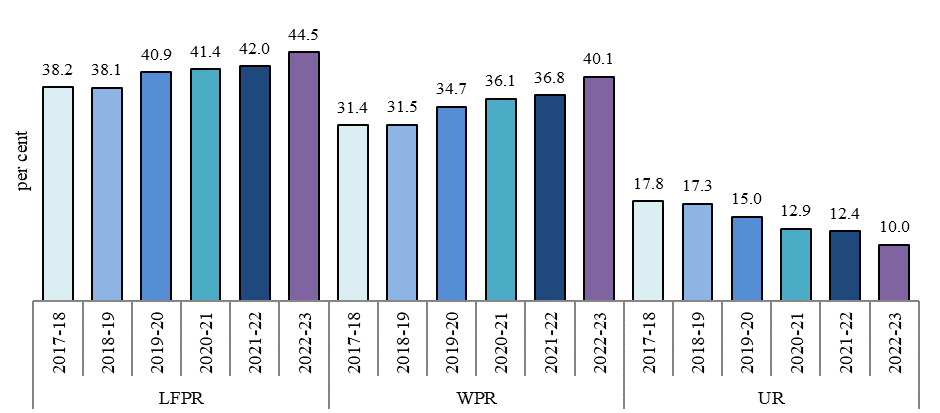 per cent
38.2 38.1 40.9 41.4 42.0 44.5 31.4 31.5 34.7 36.1 36.8 40.1 17.8 17.3 15.0 12.9 12.4 10.0
2017-18 2018-19 2019-20 2020-21 2021-22 2022-23 2017-18 2018-19 2019-20 2020-21 2021-22 2022-23 2017-18 2018-19 2019-20 2020-21 2021-22 2022-23
LFPR WPR UR